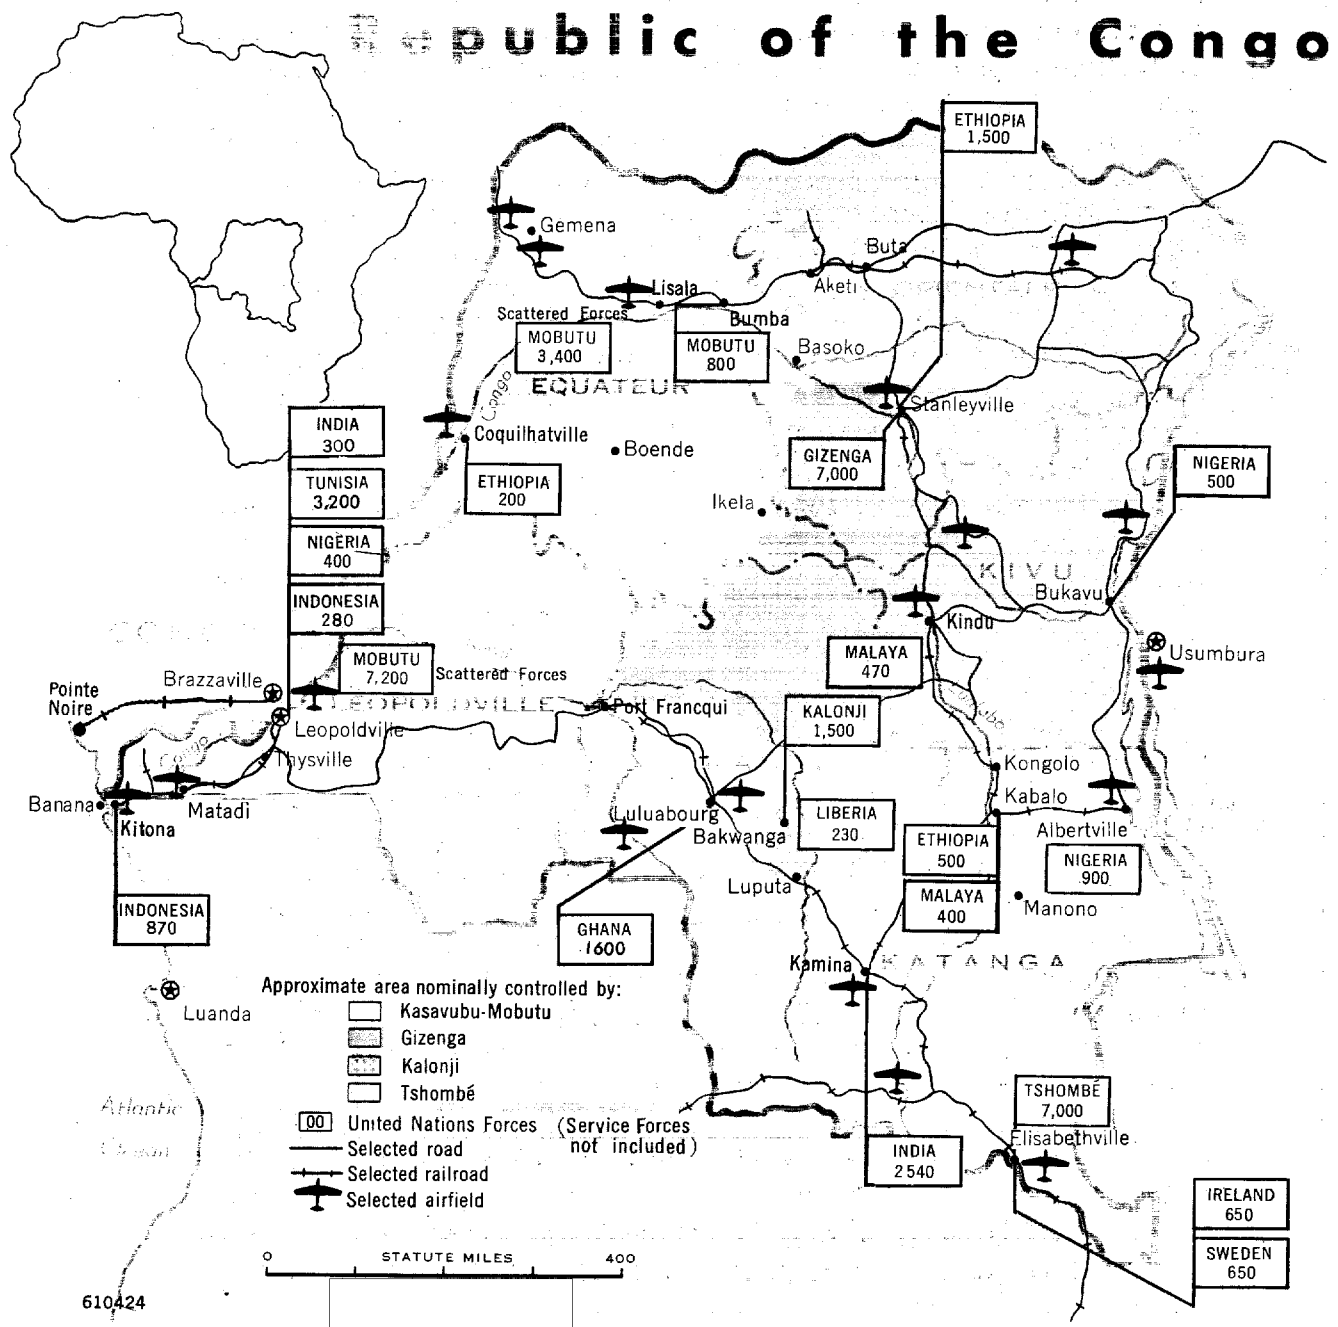 Republic of the Congo
ETHIOPIA
1,500
Gemena
Buta
Aketi
Lisala
Bumba
Scattered Forces
MOBUTU
3,400
MOBUTU
800
Basoko
EQUATEUR
Congo
Stanleyville
INDIA
300
Coquilhatville
Boende
GIZENGA
7,000
NIGERIA
500
TUNISIA
3,200
ETHIOPIA
200
Ikela
NIGERIA
400
KIVU
Bukavu
INDONESIA
280
Kindu
Usumbura
MALAYA
470
MOBUTU
7,200
Scattered Forces
Brazzaville
Pointe
Noire
LEOPOLDVILLE
Port Francqui
KALONJI
1,500
Leopoldville
Thysville
Congo
Kongolo
Kabalo
Banana
Matadi
Kitona
Luluabourg
Bakwanga
LIBERIA
230
Albertville
ETHIOPIA
500
NIGERIA
900
Luputa
MALAYA
400
Manono
INDONESIA
870
GHANA
1600
Kamina
KATANGA
Luanda
Approximate area nominally controlled by:
Kasavubu-Mobutu
Gizenga
Kalonji
Tshombé
00 United Nations Forces (Service Forces
not included)
Selected road
Selected railroad
Selected airfield
Atlantic
Ocean
TSHOMBÉ
7,000
Elisabethville
INDIA
2540
IRELAND
650
SWEDEN
650
0 STATUTE MILES 400
610424